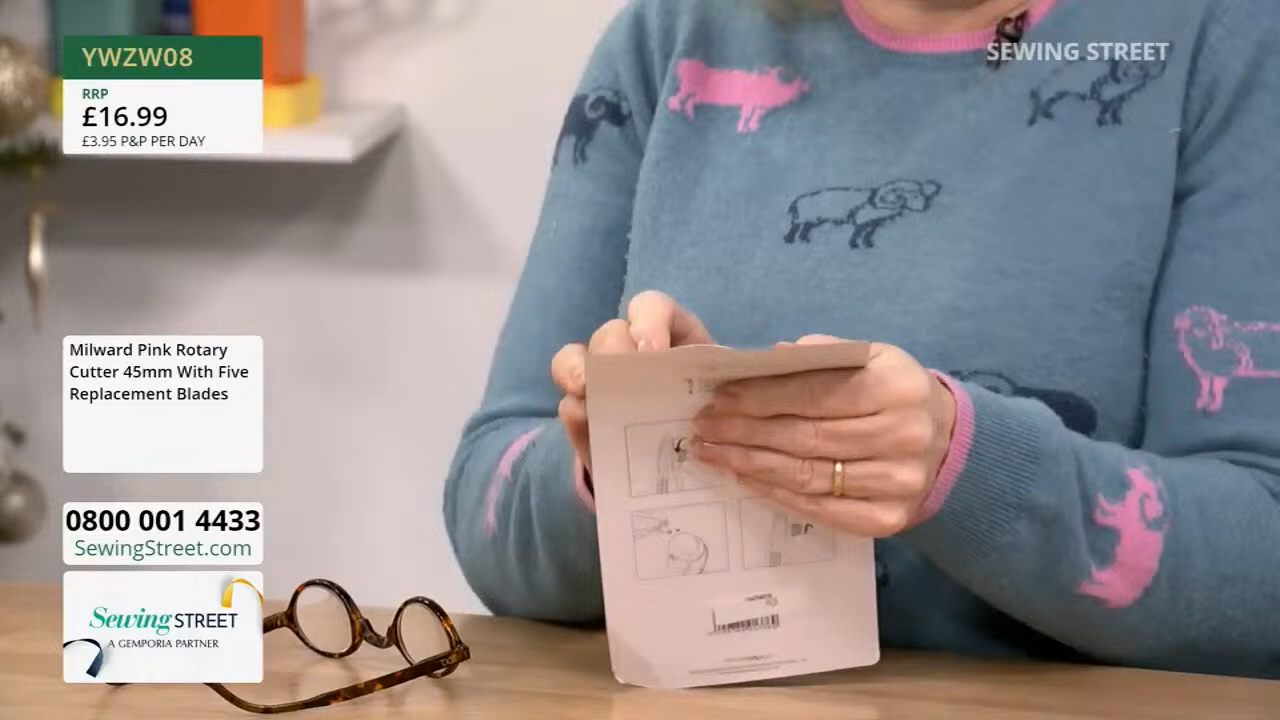 YWZW08
RRP
£16.99
£3.95 P&P PER DAY
SEWING STREET
Milward Pink Rotary
Cutter 45mm With Five
Replacement Blades
0800 001 4433
SewingStreet.com
Sewing STREET
A GEMPORIA PARTNER